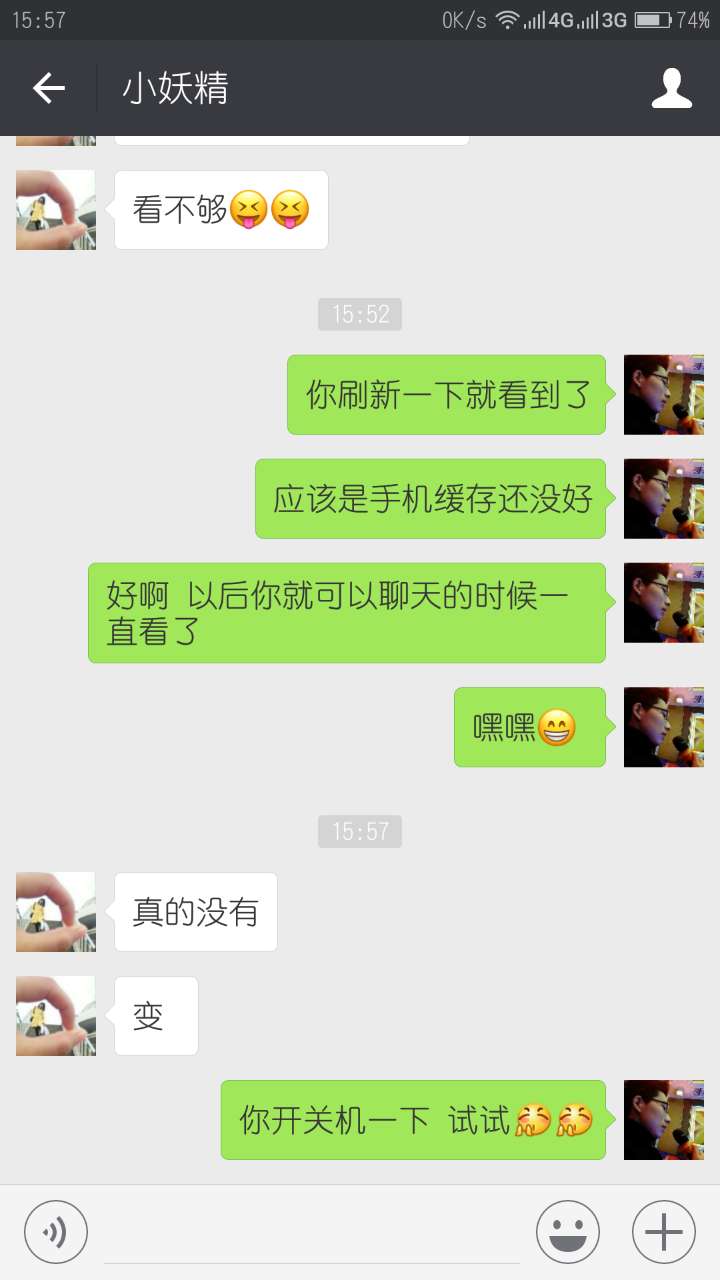 15:57
0K/s 4G 3G 74%
小妖精
看不够😝😝
15:52
你刷新一下就看到了
应该是手机缓存还没好
好啊 以后你就可以聊天的时候一
直看了
嘿嘿😁
15:57
真的没有
变
你开关机一下 试试